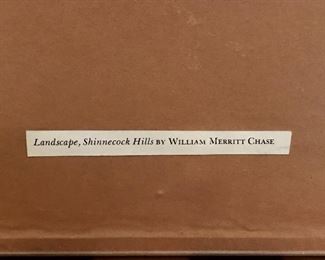 Landscape, Shinnecock Hills BY WILLIAM MERRITT CHASE